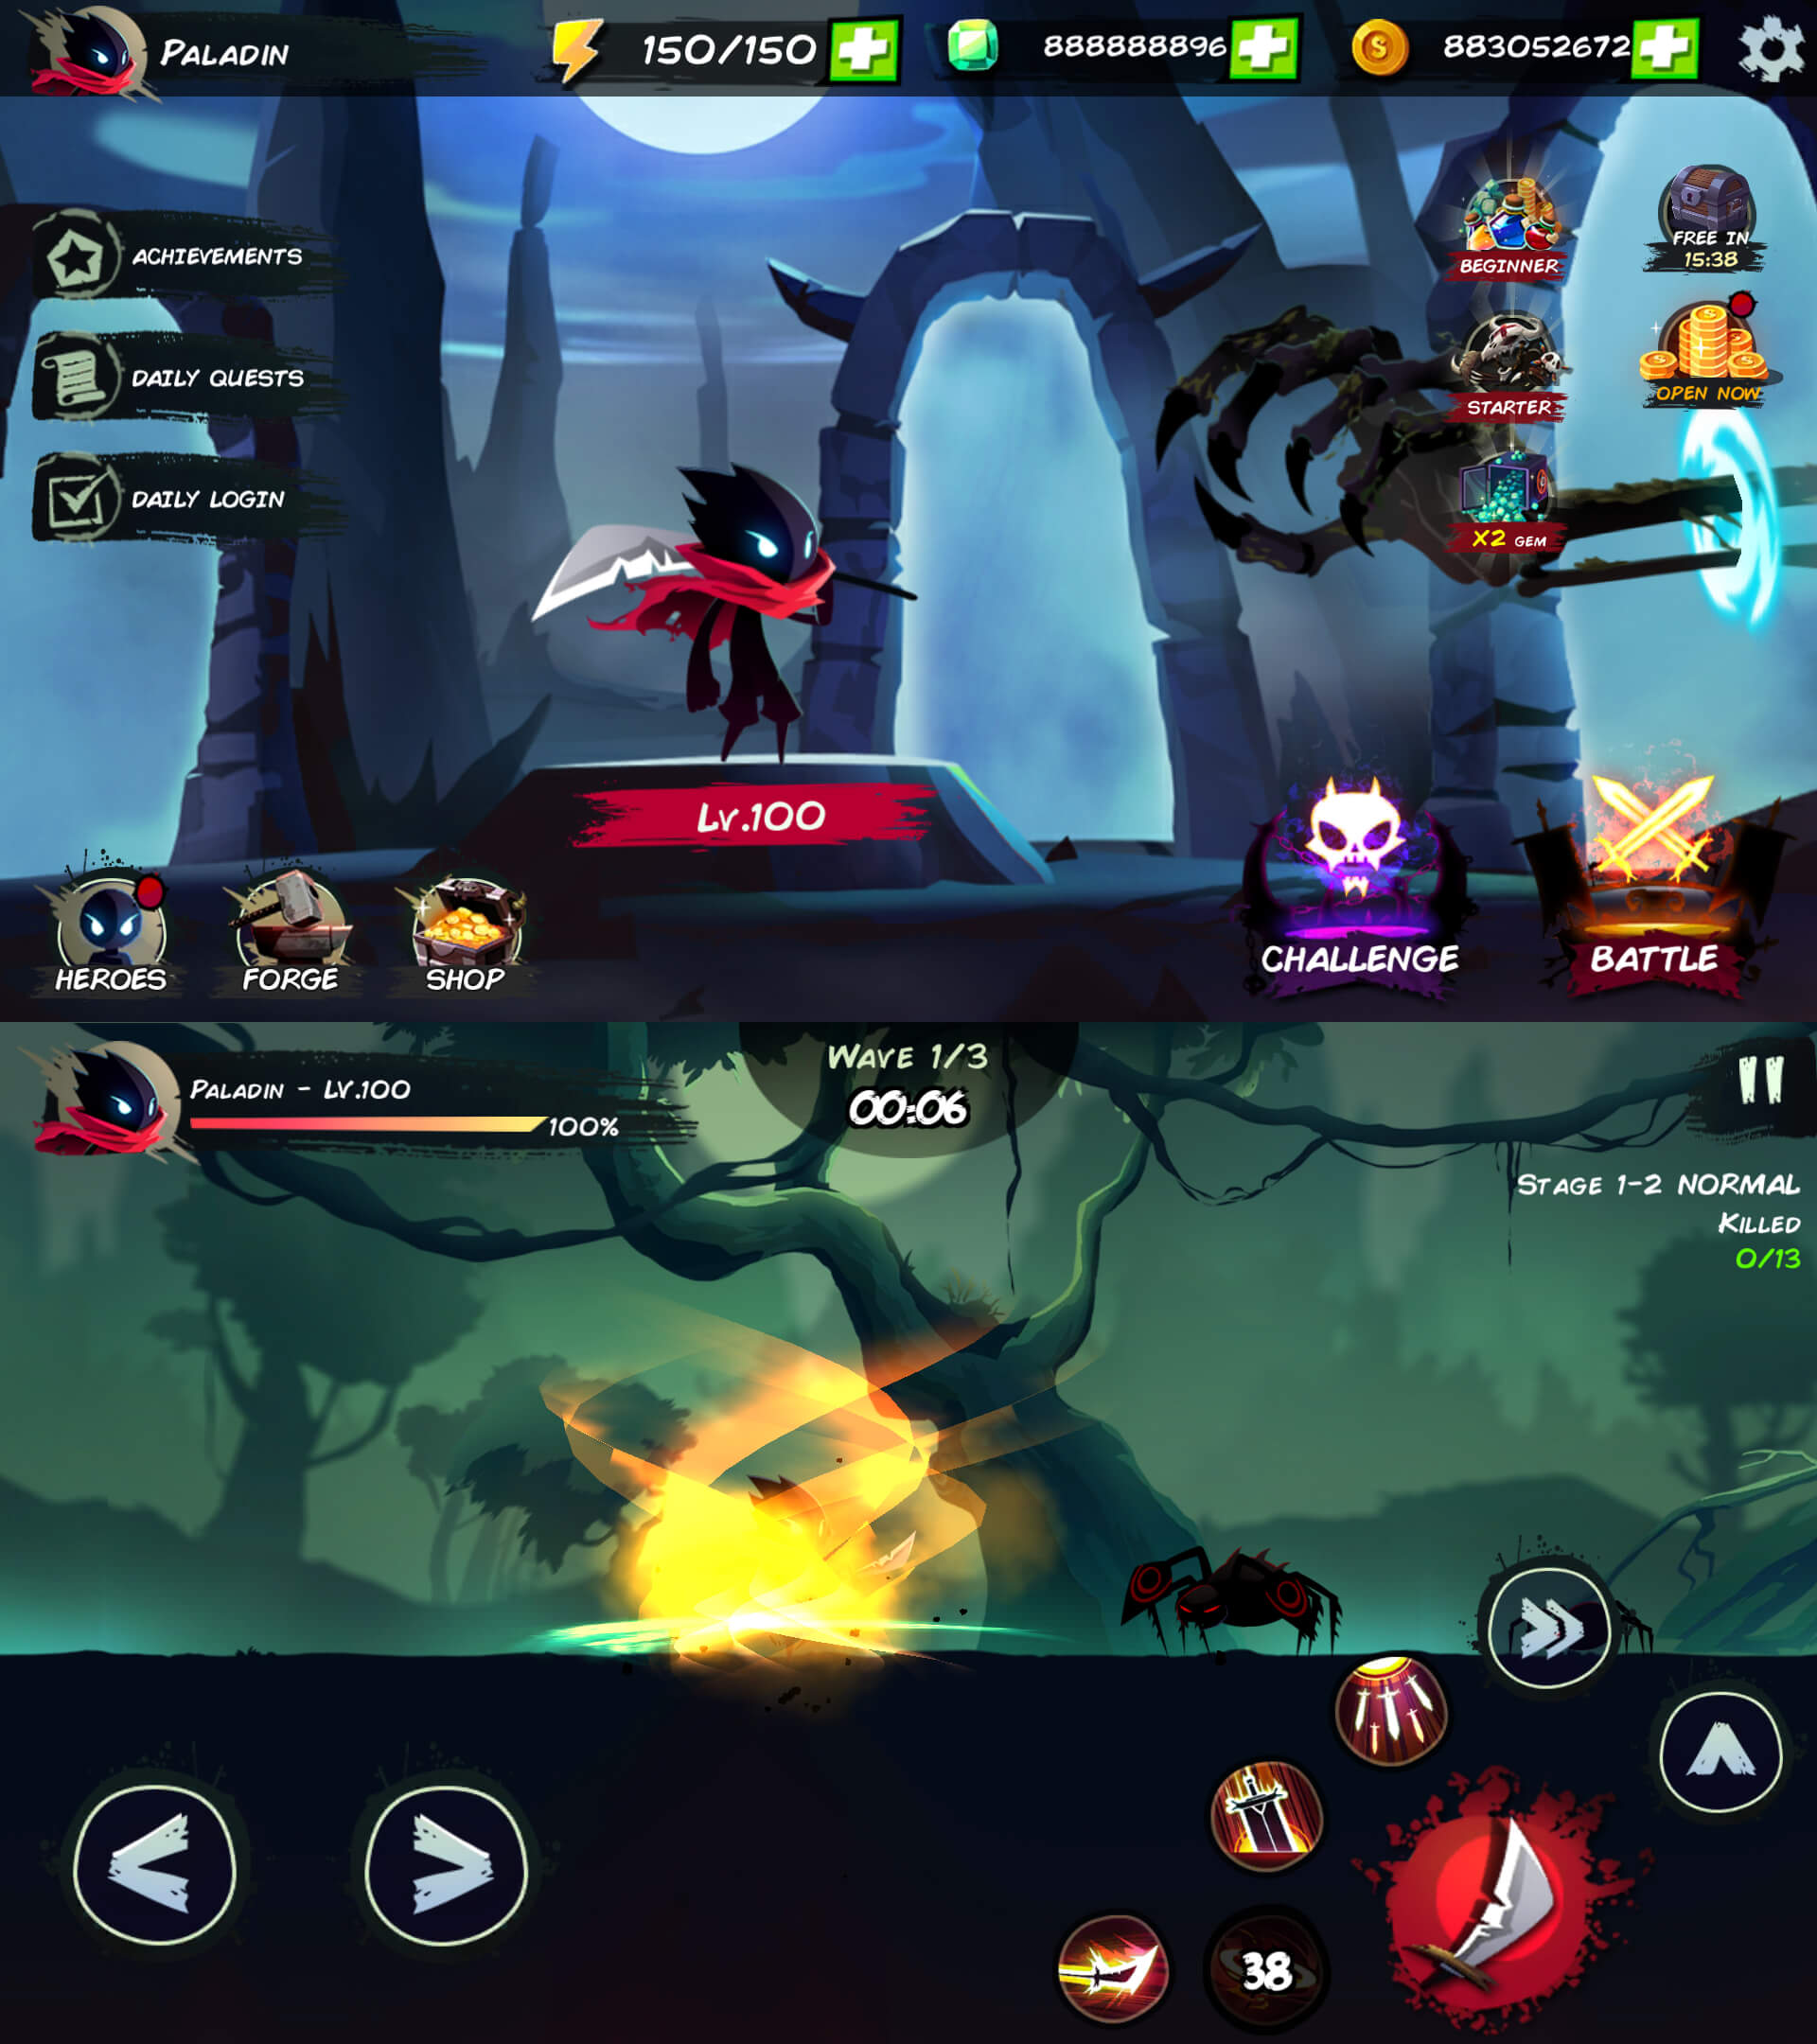 PALADIN
150/150
888888896
883052672
ACHIEVEMENTS
DAILY QUESTS
DAILY LOGIN
BEGINNER
FREE IN
15:38
STARTER
OPEN NOW
X2 GEM
Lv.100
HEROES
FORGE
SHOP
CHALLENGE
BATTLE
PALADIN - LV.100
100%
WAVE 1/3
00:06
STAGE 1-2 NORMAL
KILLED
0/13
38